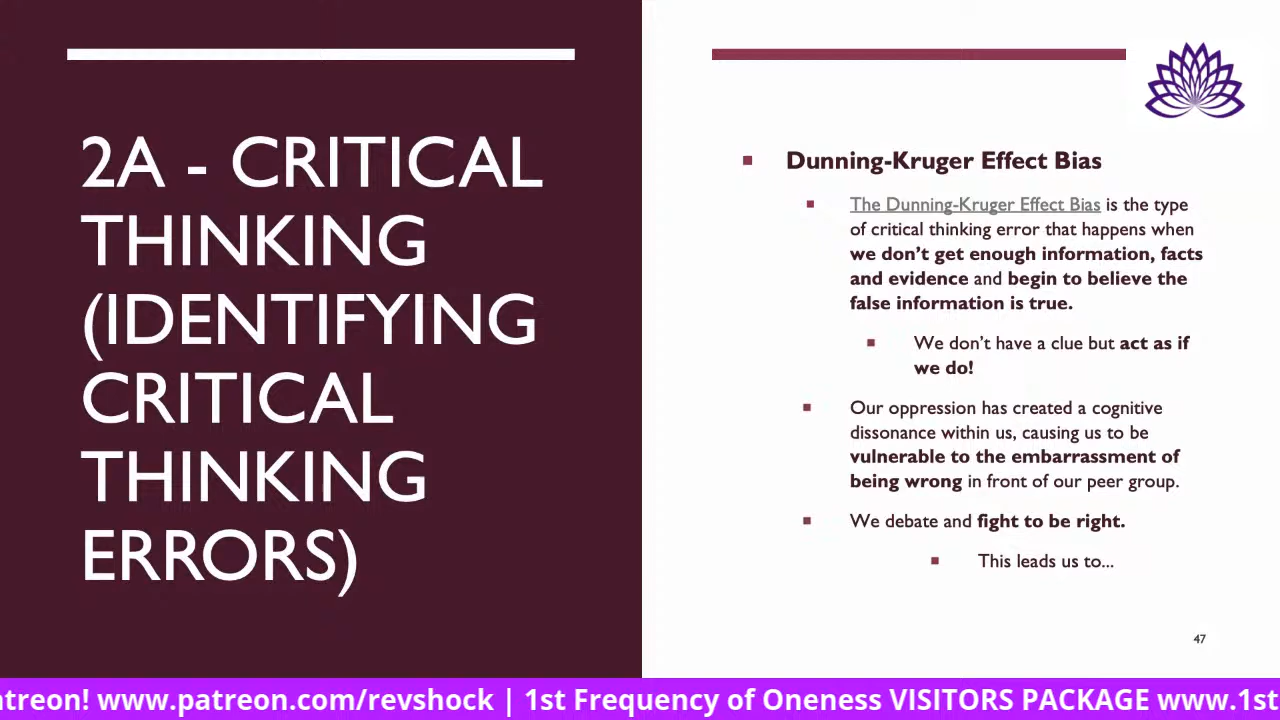 2A - CRITICAL
THINKING
(IDENTIFYING
CRITICAL
THINKING
ERRORS)
Dunning-Kruger Effect Bias
The Dunning-Kruger Effect Bias is the type
of critical thinking error that happens when
we don’t get enough information, facts
and evidence and begin to believe the
false information is true.
We don’t have a clue but act as if
we do!
Our oppression has created a cognitive
dissonance within us, causing us to be
vulnerable to the embarrassment of
being wrong in front of our peer group.
We debate and fight to be right.
This leads us to...
47
atreon! www.patreon.com/revshock | 1st Frequency of Oneness VISITORS PACKAGE www.1st